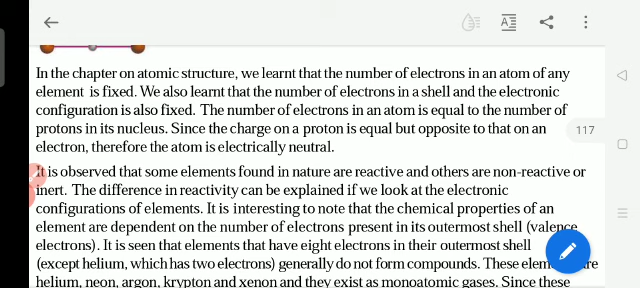 In the chapter on atomic structure, we learnt that the number of electrons in an atom of any
element is fixed. We also learnt that the number of electrons in a shell and the electronic
configuration is also fixed. The number of electrons in an atom is equal to the number of
protons in its nucleus. Since the charge on a proton is equal but opposite to that on an
electron, therefore the atom is electrically neutral.
117
It is observed that some elements found in nature are reactive and others are non-reactive or
inert. The difference in reactivity can be explained if we look at the electronic
configurations of elements. It is interesting to note that the chemical properties of an
element are dependent on the number of electrons present in its outermost shell (valence
electrons). It is seen that elements that have eight electrons in their outermost shell
(except helium, which has two electrons) generally do not form compounds. These
helium, neon, argon, krypton and xenon and they exist as monoatomic gases. Since these